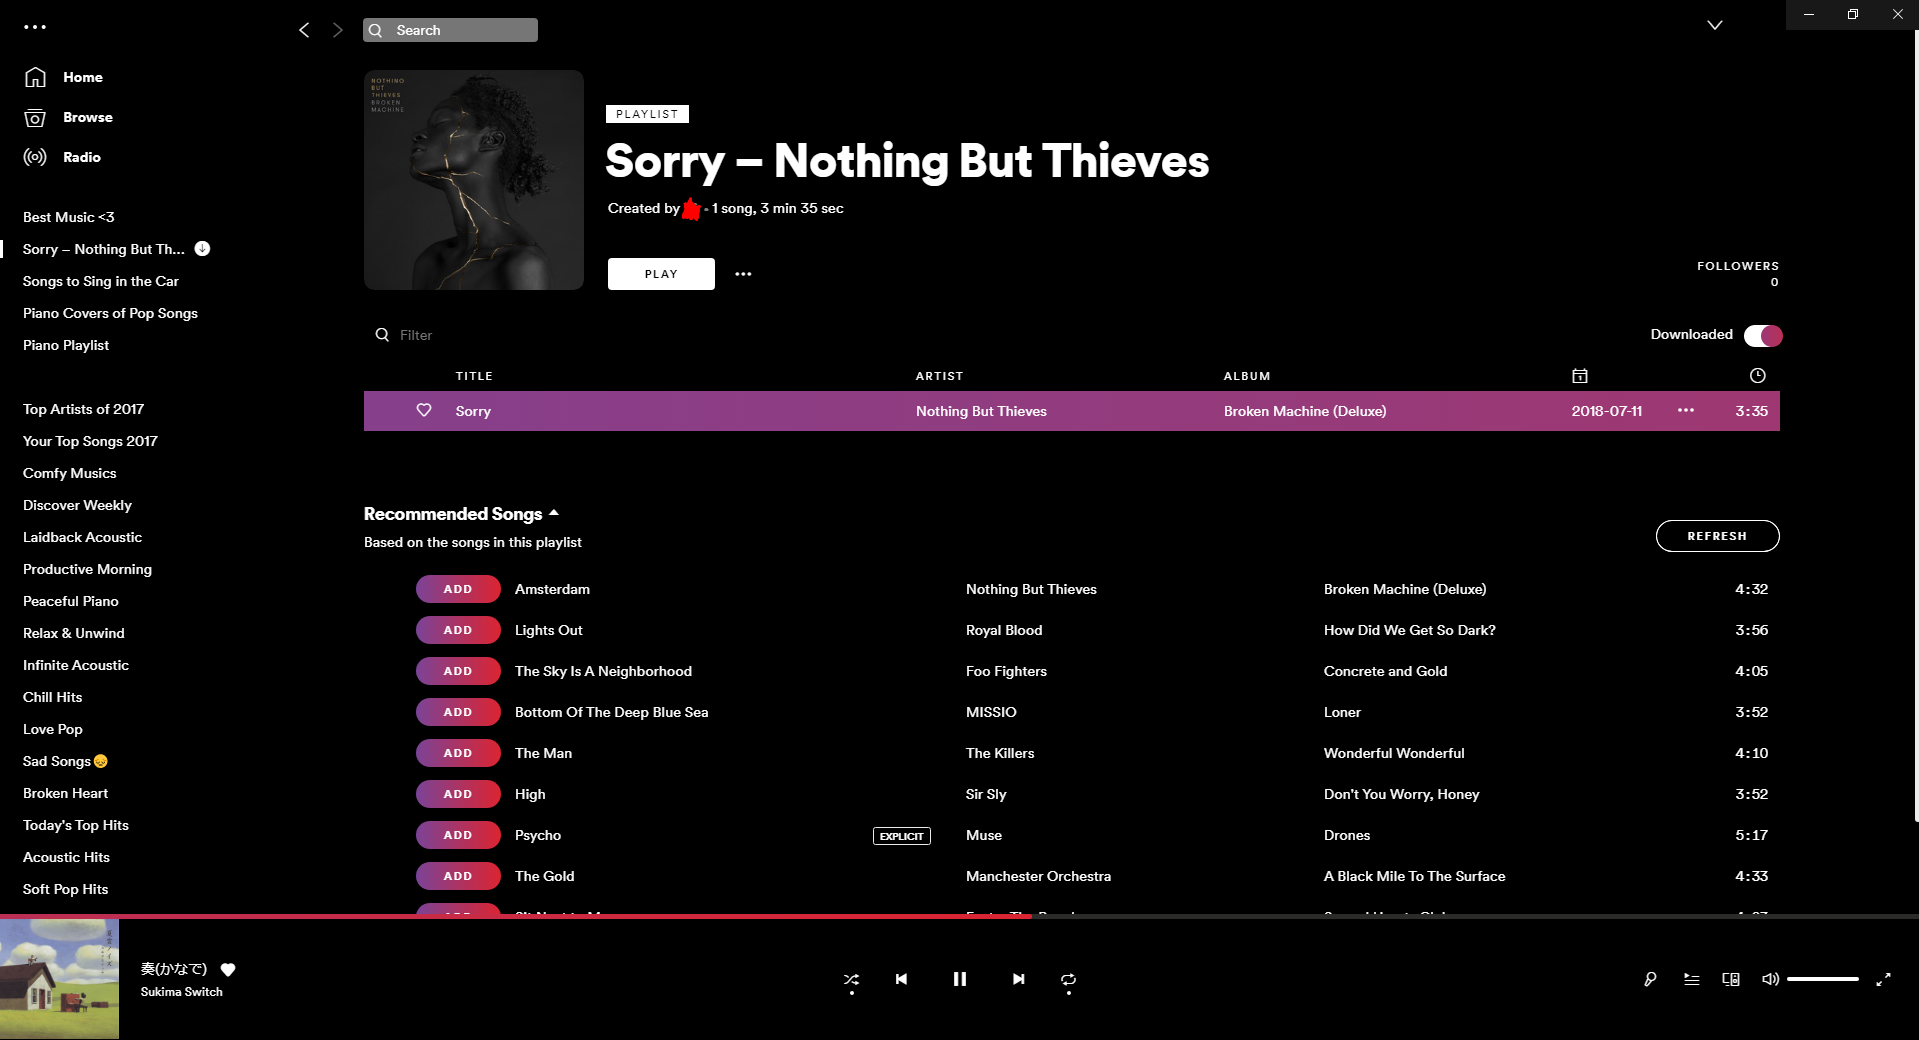 Search
Home
Browse
Radio
Best Music <3
Sorry – Nothing But Th...
Songs to Sing in the Car
Piano Covers of Pop Songs
Piano Playlist
Top Artists of 2017
Your Top Songs 2017
Comfy Musics
Discover Weekly
Laidback Acoustic
Productive Morning
Peaceful Piano
Relax & Unwind
Infinite Acoustic
Chill Hits
Love Pop
Sad Songs😞
Broken Heart
Today's Top Hits
Acoustic Hits
Soft Pop Hits
NOTHING
BUT
THIEVES
BROKEN
MACHINE
PLAYLIST
Sorry – Nothing But Thieves
Created by - 1 song, 3 min 35 sec
PLAY
FOLLOWERS
0
Filter
Downloaded
TITLE ARTIST ALBUM
Sorry Nothing But Thieves Broken Machine (Deluxe) 2018-07-11 3:35
Recommended Songs
Based on the songs in this playlist
REFRESH
ADD Amsterdam Nothing But Thieves Broken Machine (Deluxe) 4:32
ADD Lights Out Royal Blood How Did We Get So Dark? 3:56
ADD The Sky Is A Neighborhood Foo Fighters Concrete and Gold 4:05
ADD Bottom Of The Deep Blue Sea MISSIO Loner 3:52
ADD The Man The Killers Wonderful Wonderful 4:10
ADD High Sir Sly Don't You Worry, Honey 3:52
ADD Psycho EXPLICIT Muse Drones 5:17
ADD The Gold Manchester Orchestra A Black Mile To The Surface 4:33
奏(かなで)
Sukima Switch